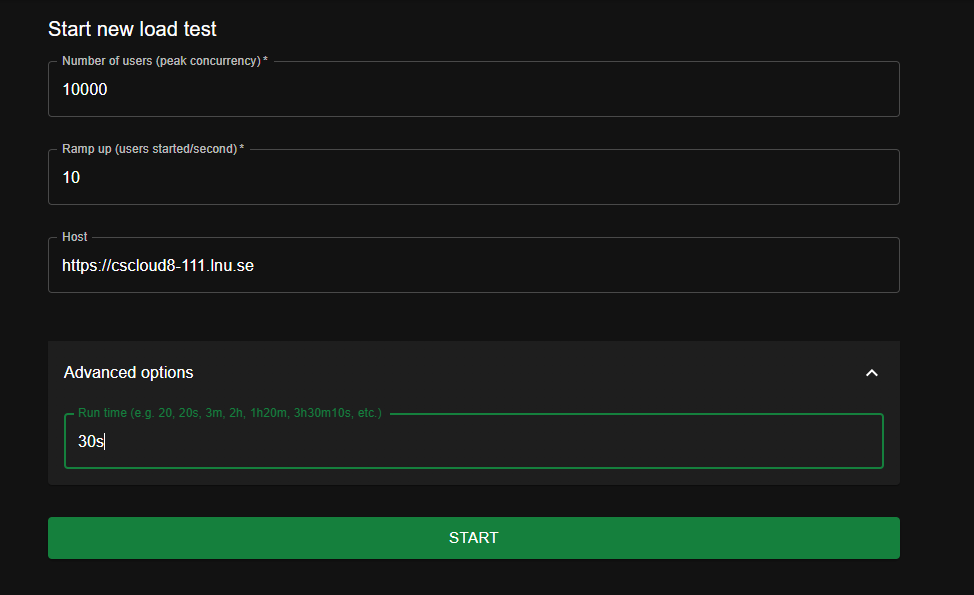 Start new load test
Number of users (peak concurrency) *
10000
Ramp up (users started/second) *
10
Host
https://cscloud8-111.lnu.se
Advanced options
Run time (e.g. 20, 20s, 3m, 2h, 1h20m, 3h30m10s, etc.)
30s
START